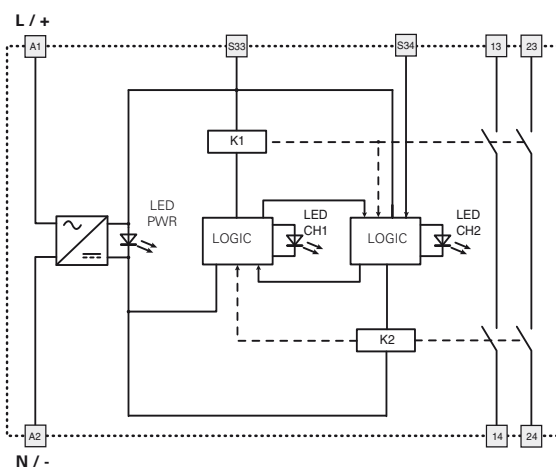 L / +
A1
S33
S34
13
23
K1
LED
PWR
LOGIC
LED
CH1
LOGIC
LED
CH2
K2
A2
14
24
N / -